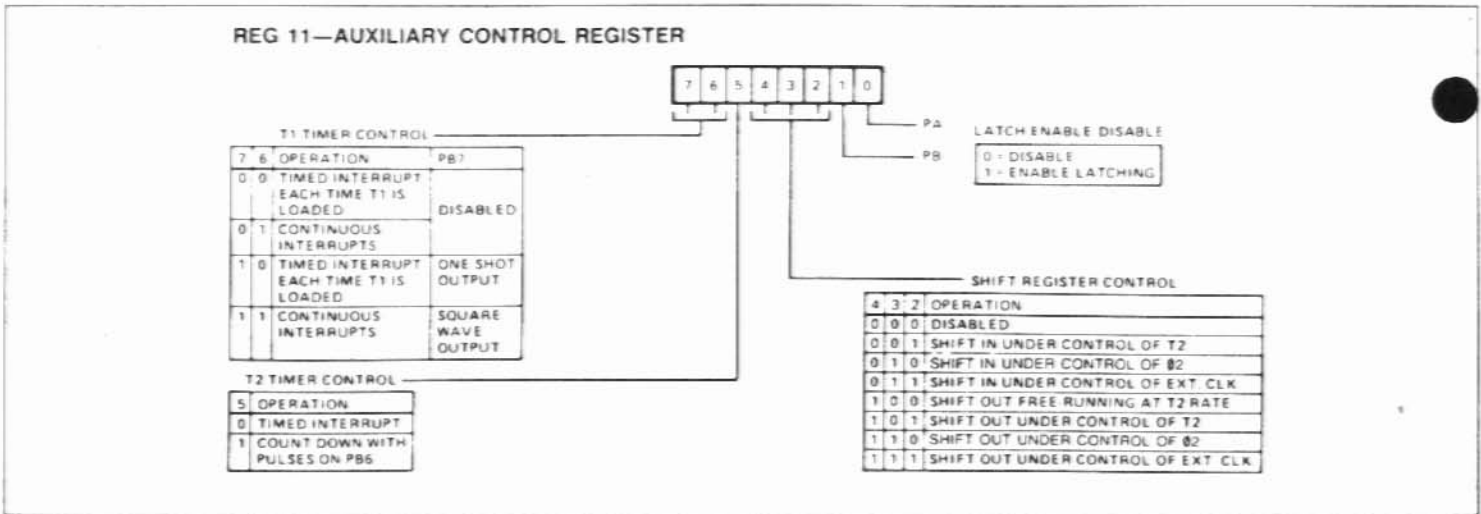 REG 11—AUXILIARY CONTROL REGISTER
7 6 5 4 3 2 1 0
PA
PB
LATCH ENABLE DISABLE
0 = DISABLE
1 = ENABLE LATCHING
T1 TIMER CONTROL
7 6 OPERATION PB7
0 0 TIMED INTERRUPT
EACH TIME T1 IS
LOADED
DISABLED
0 1 CONTINUOUS
INTERRUPTS
1 0 TIMED INTERRUPT ONE SHOT
EACH TIME T1 IS OUTPUT
LOADED
1 1 CONTINUOUS SQUARE
INTERRUPTS WAVE
OUTPUT
T2 TIMER CONTROL
5 OPERATION
0 TIMED INTERRUPT
1 COUNT DOWN WITH
PULSES ON PB6
SHIFT REGISTER CONTROL
4 3 2 OPERATION
0 0 0 DISABLED
0 0 1 SHIFT IN UNDER CONTROL OF T2
0 1 0 SHIFT IN UNDER CONTROL OF Ø2
0 1 1 SHIFT IN UNDER CONTROL OF EXT. CLK
1 0 0 SHIFT OUT FREE RUNNING AT T2 RATE
1 0 1 SHIFT OUT UNDER CONTROL OF T2
1 1 0 SHIFT OUT UNDER CONTROL OF Ø2
1 1 1 SHIFT OUT UNDER CONTROL OF EXT CLK